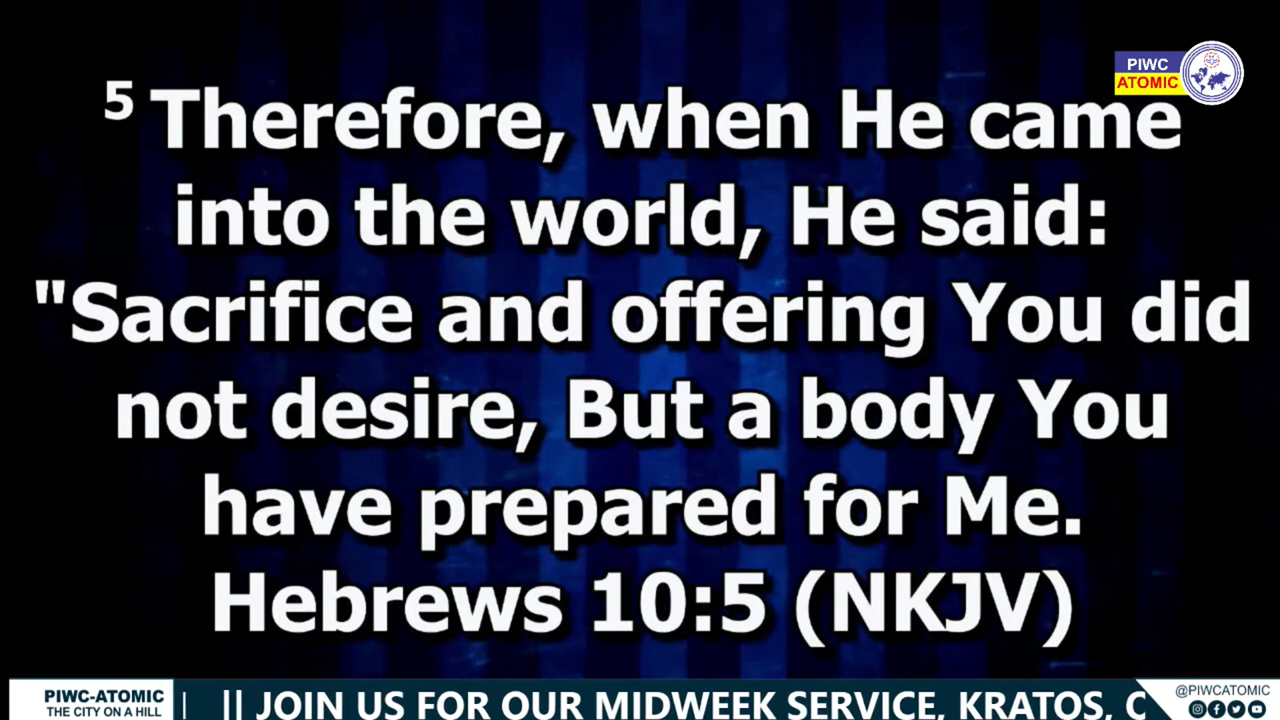 PIWC
ATOMIC
5 Therefore, when He came
into the world, He said:
"Sacrifice and offering You did
not desire, But a body You
have prepared for Me.
Hebrews 10:5 (NKJV)
PIWC-ATOMIC
THE CITY ON A HILL
| || JOIN US FOR OUR MIDWEEK SERVICE, KRATOS, C
@PIWCATOMIC